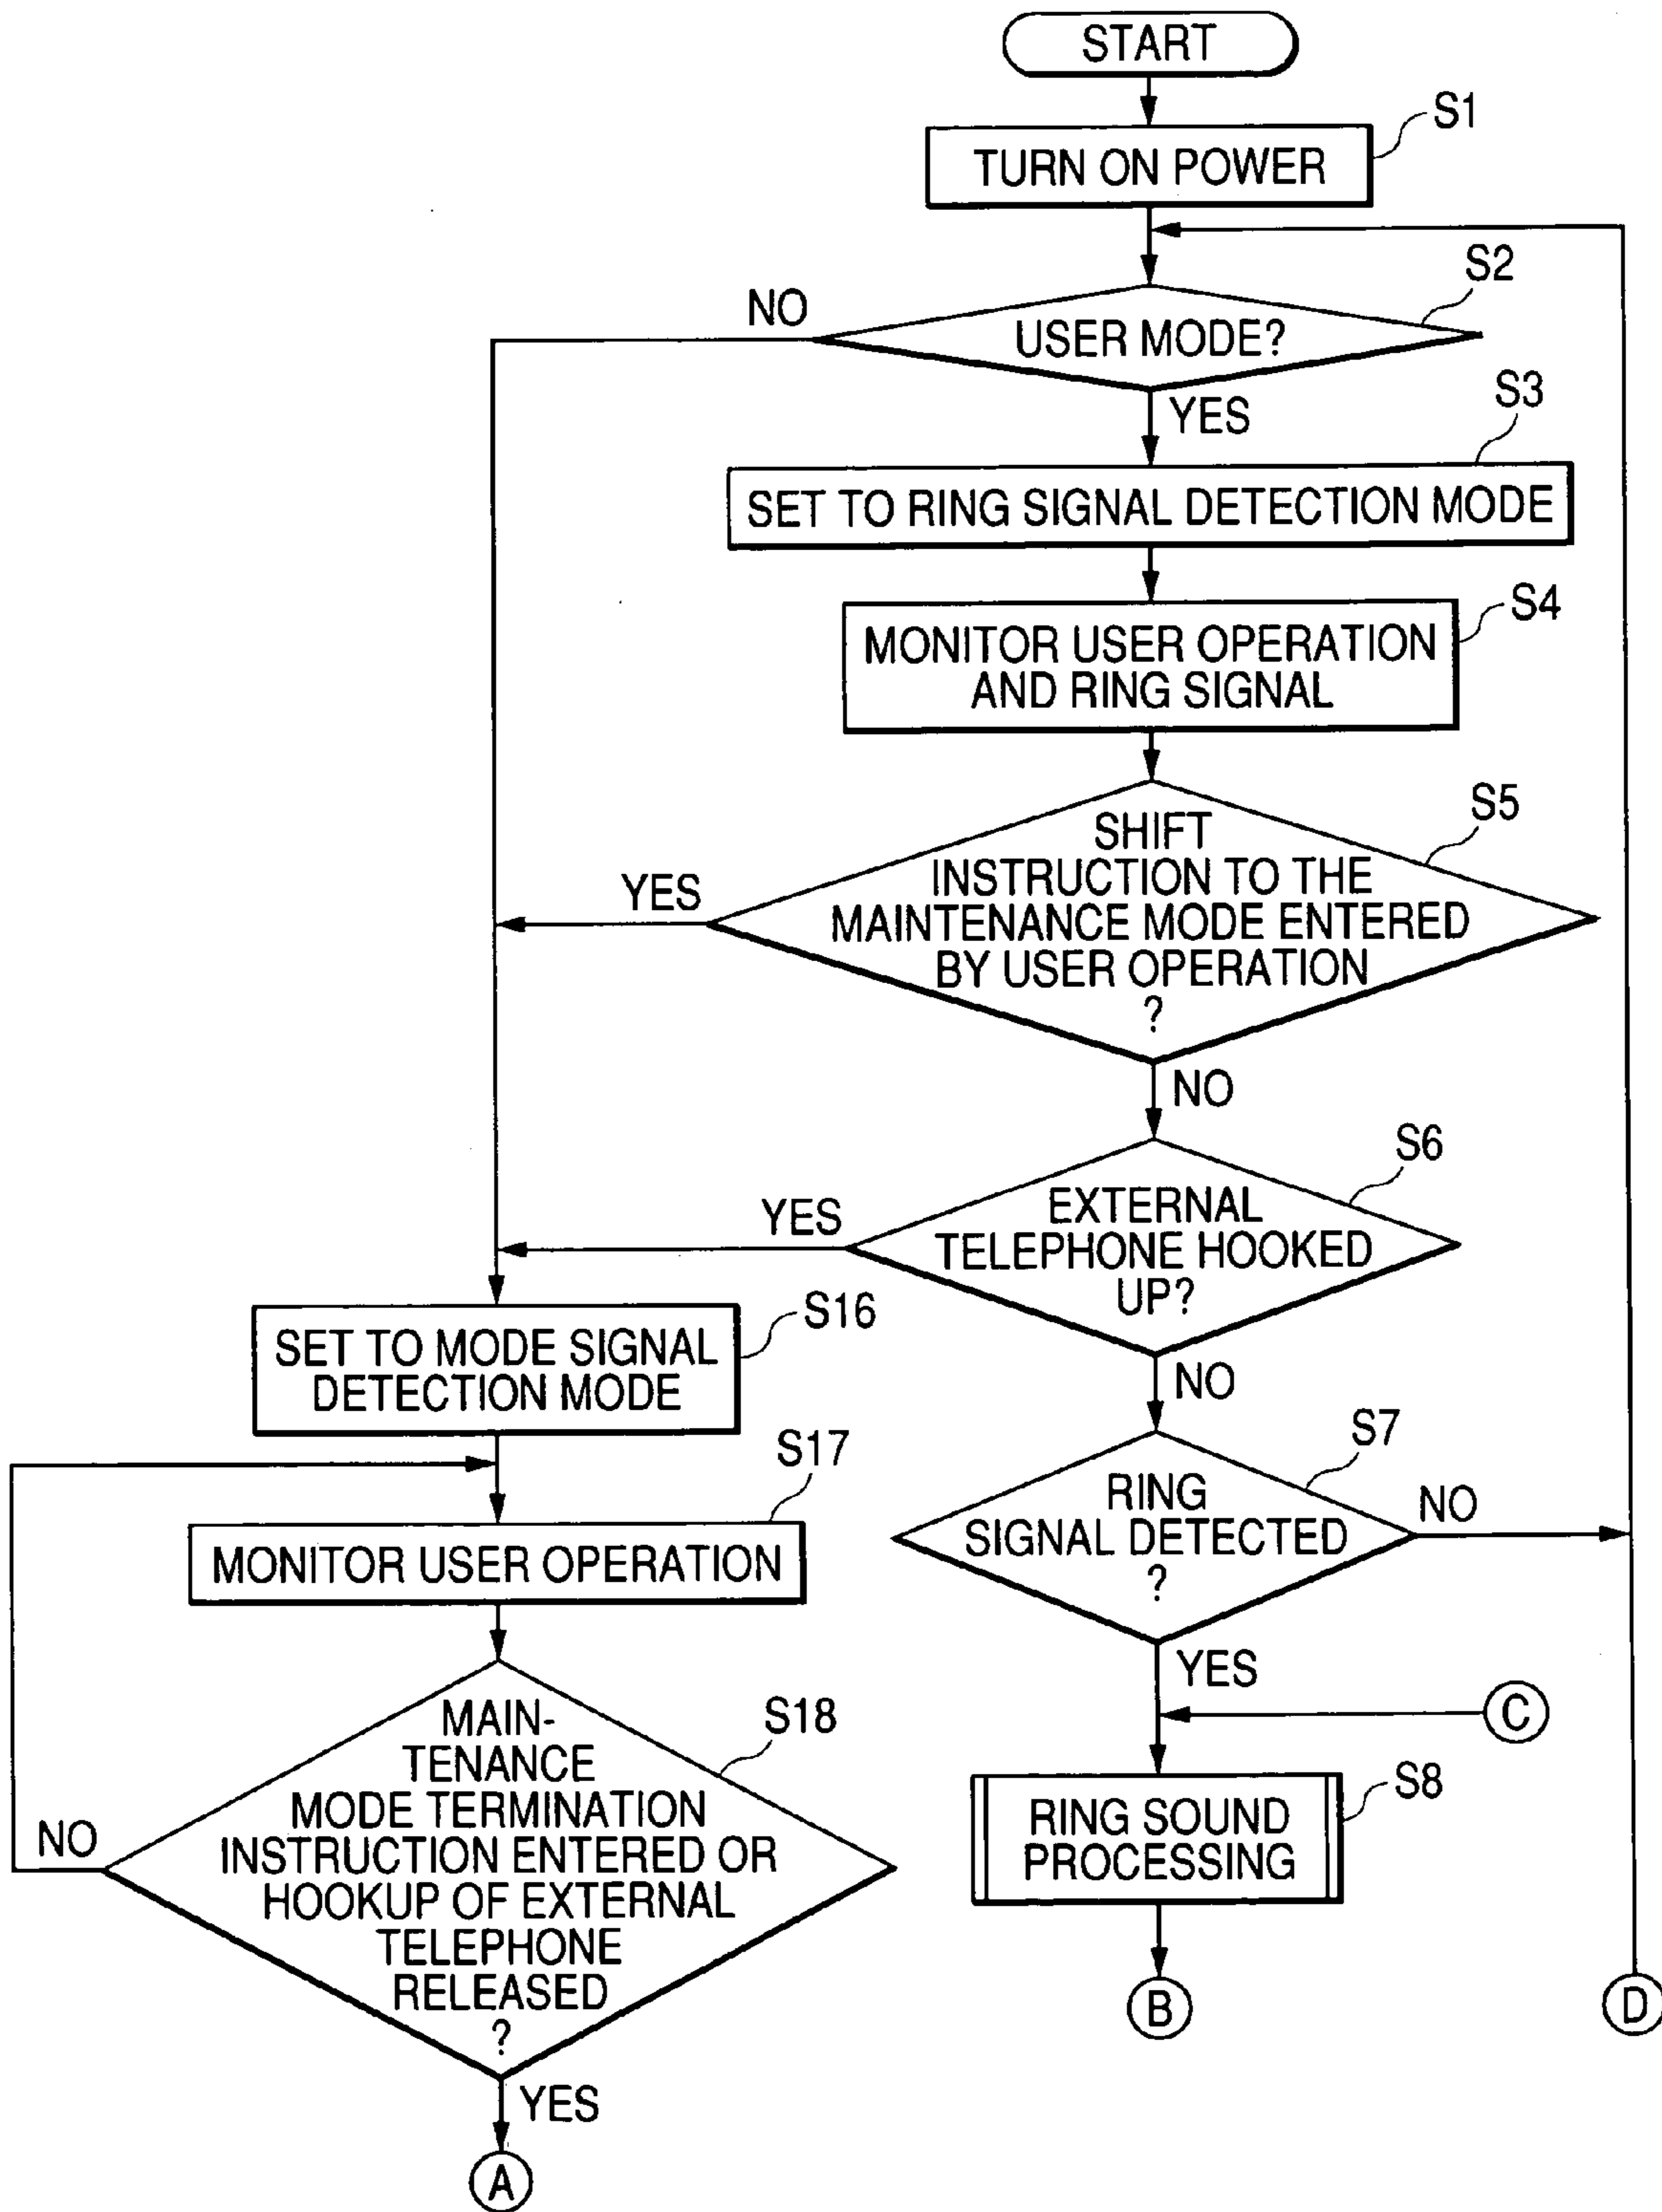 START
S1
TURN ON POWER
S2
NO
USER MODE?
S3
YES
SET TO RING SIGNAL DETECTION MODE
S4
MONITOR USER OPERATION
AND RING SIGNAL
S5
SHIFT
INSTRUCTION TO THE
MAINTENANCE MODE ENTERED
BY USER OPERATION
?
YES
NO
S6
EXTERNAL
TELEPHONE HOOKED
UP?
YES
NO
S16
SET TO MODE SIGNAL
DETECTION MODE
S7
RING
SIGNAL DETECTED
?
NO
YES
S17
MONITOR USER OPERATION
C
S18
MAIN-
TENANCE
MODE TERMINATION
INSTRUCTION ENTERED OR
HOOKUP OF EXTERNAL
TELEPHONE
RELEASED
?
NO
YES
S8
RING SOUND
PROCESSING
B
D
A